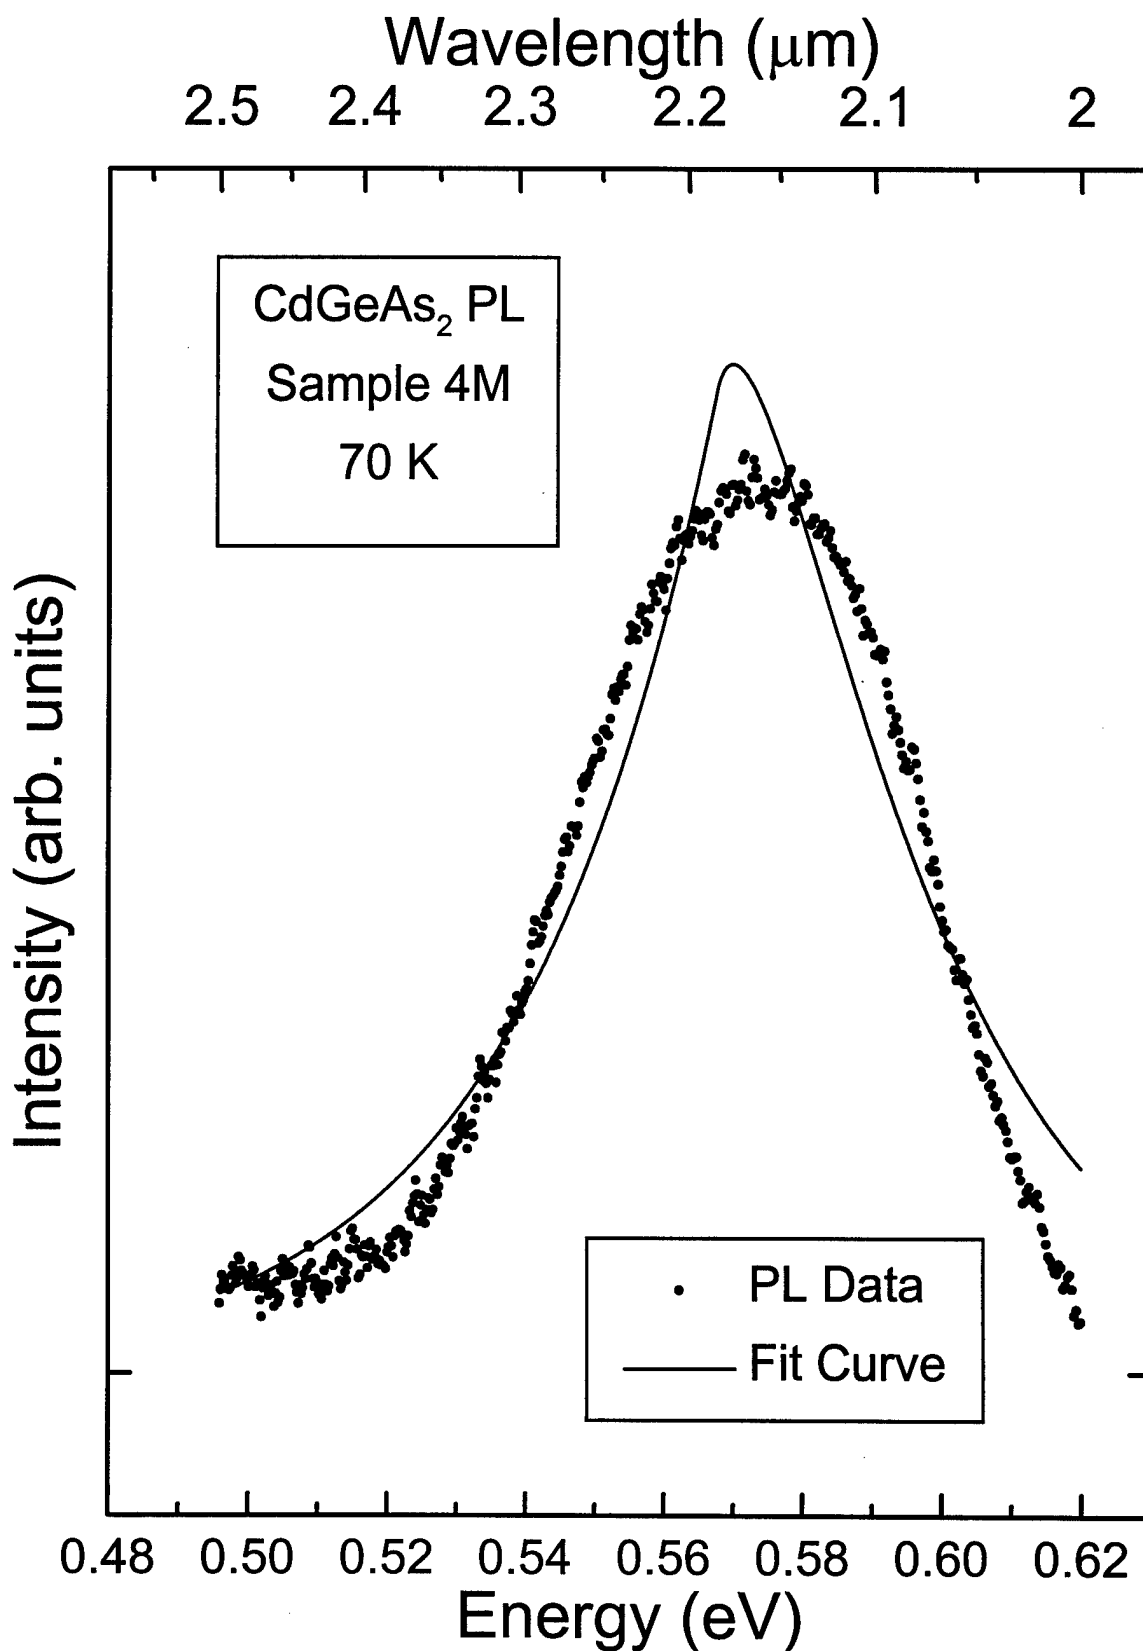 Wavelength (μm)
2.5 2.4 2.3 2.2 2.1 2
CdGeAs₂ PL
Sample 4M
70 K
Intensity (arb. units)
PL Data
Fit Curve
0.48 0.50 0.52 0.54 0.56 0.58 0.60 0.62
Energy (eV)